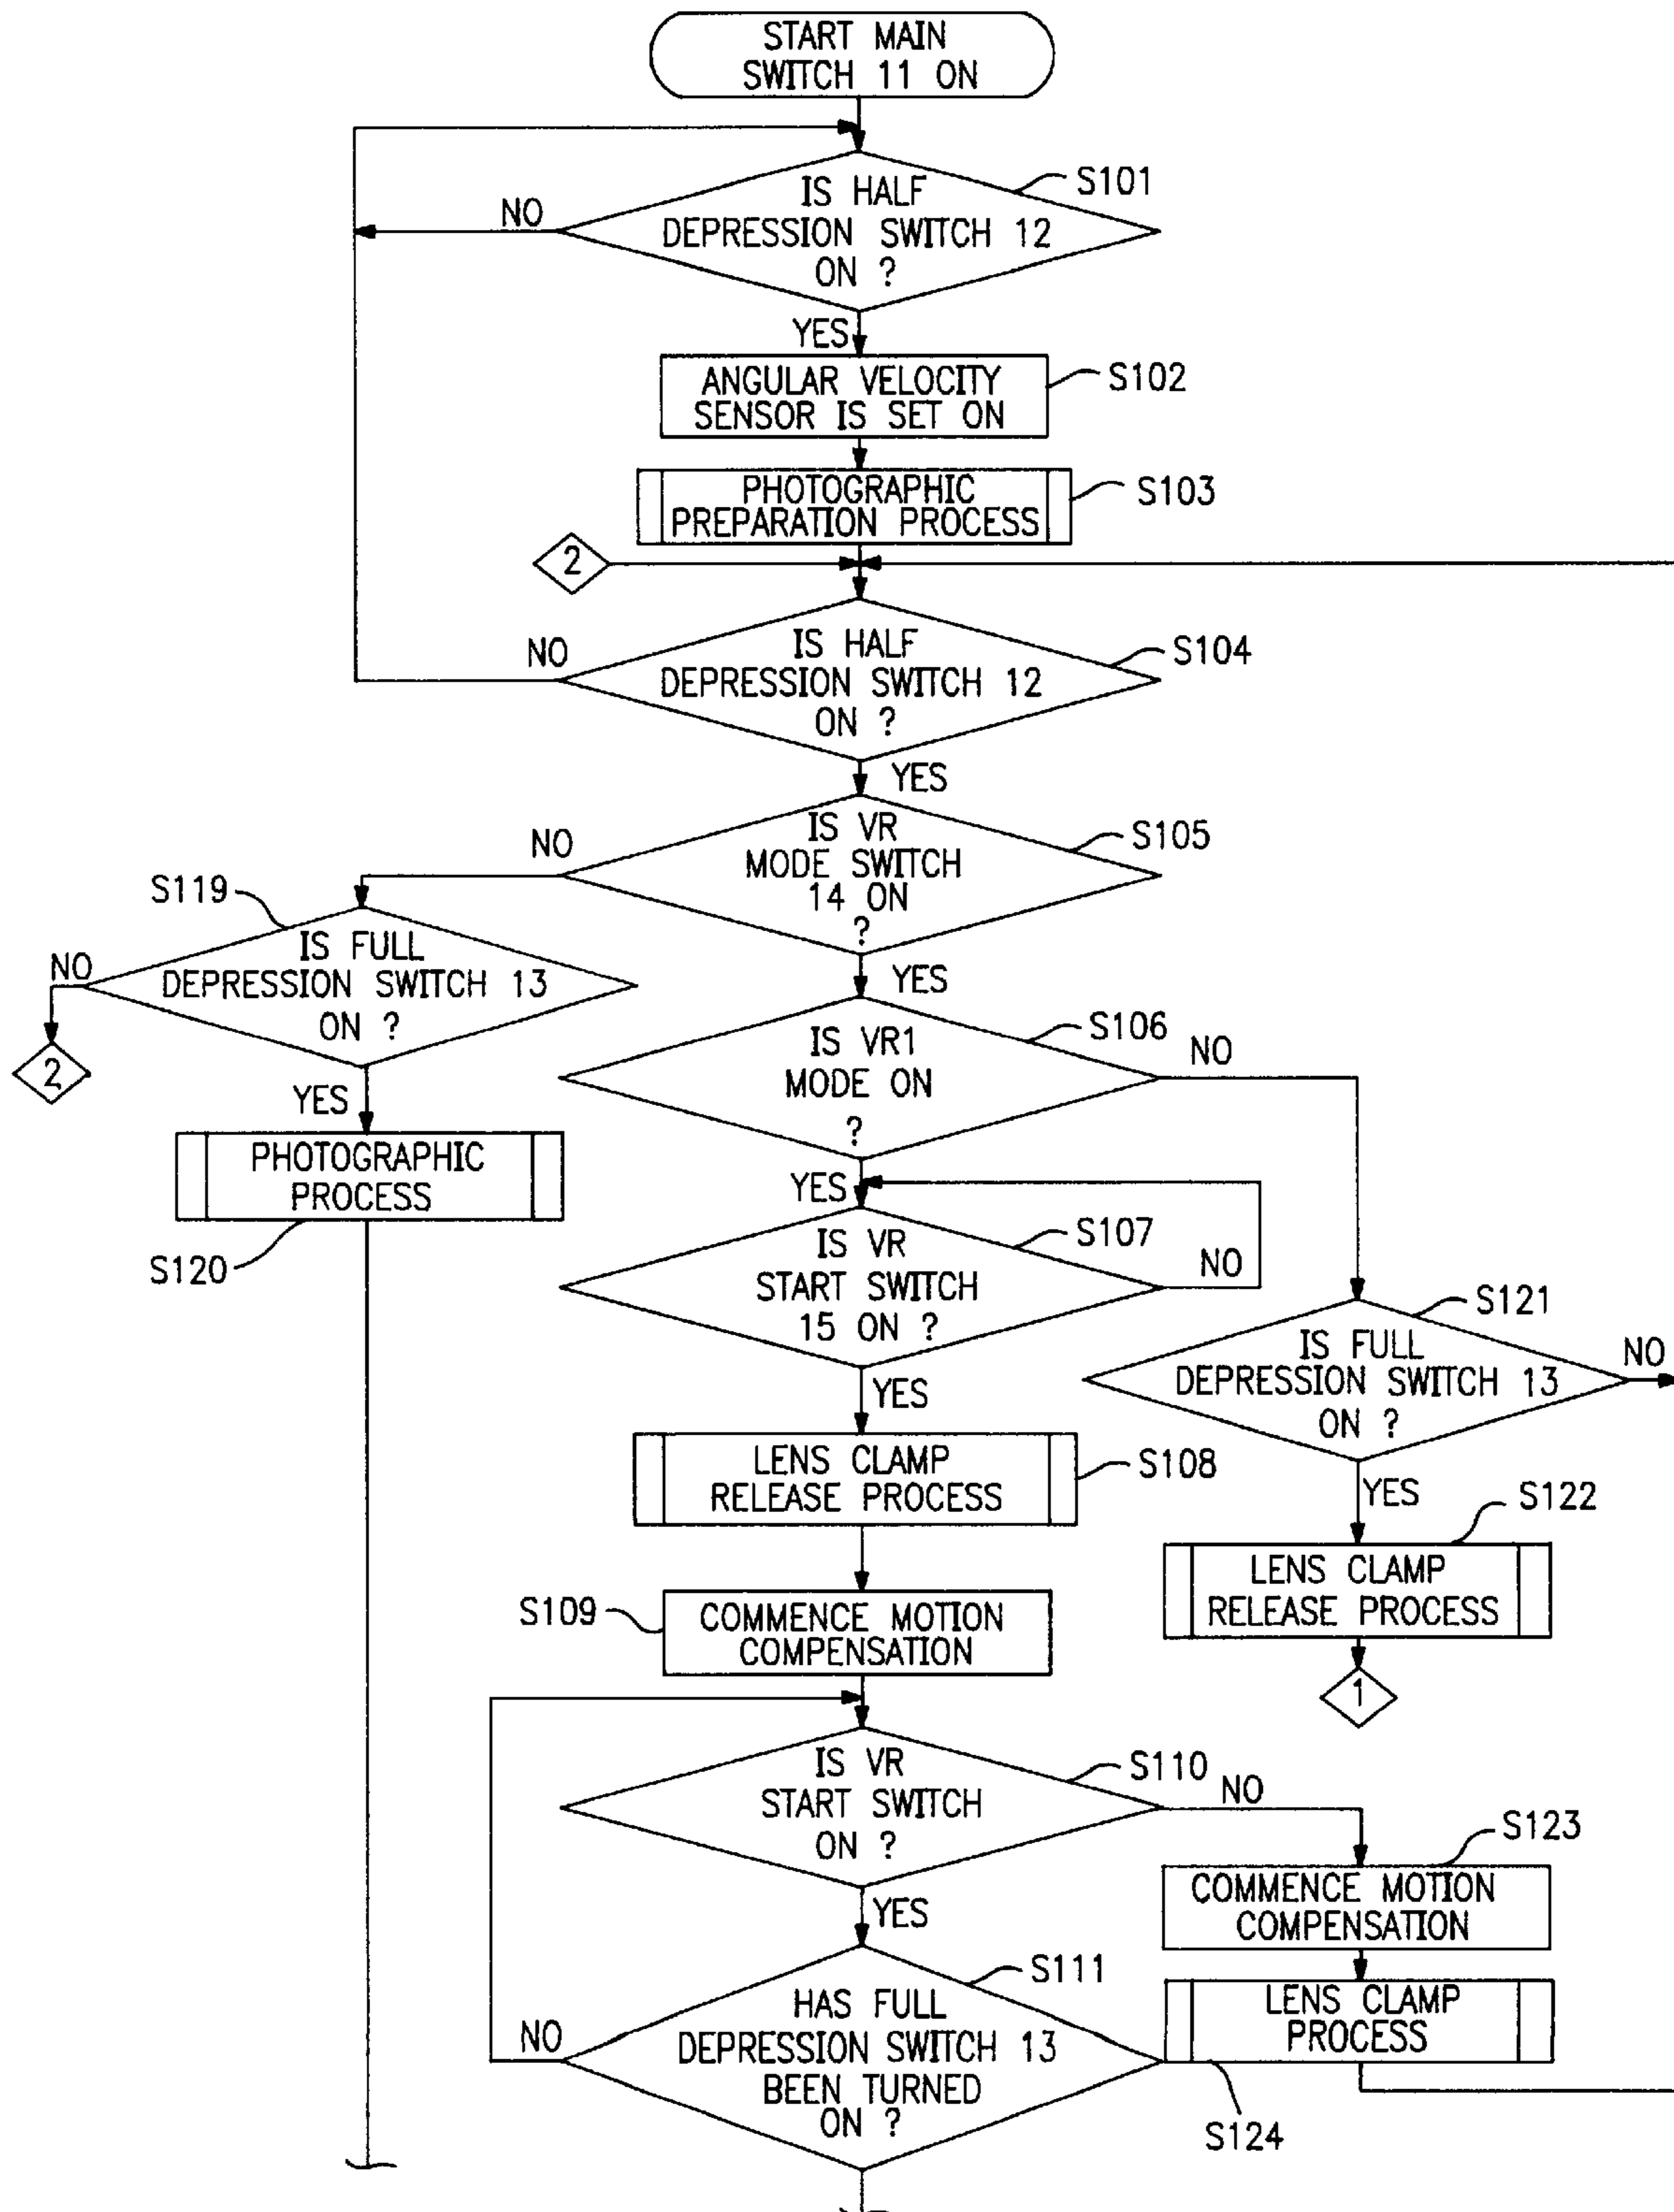 START MAIN
SWITCH 11 ON
IS HALF
DEPRESSION SWITCH 12
ON ?
S101
NO
YES
ANGULAR VELOCITY
SENSOR IS SET ON
S102
PHOTOGRAPHIC
PREPARATION PROCESS
S103
2
IS HALF
DEPRESSION SWITCH 12
ON ?
S104
NO
YES
IS VR
MODE SWITCH
14 ON
?
S105
NO
S119
IS FULL
DEPRESSION SWITCH 13
ON ?
NO
2
YES
PHOTOGRAPHIC
PROCESS
S120
YES
IS VR1
MODE ON
?
S106
NO
YES
IS VR
START SWITCH
15 ON ?
S107
NO
S121
IS FULL
DEPRESSION SWITCH 13
ON ?
NO
YES
YES
LENS CLAMP
RELEASE PROCESS
S108
S122
LENS CLAMP
RELEASE PROCESS
1
S109
COMMENCE MOTION
COMPENSATION
IS VR
START SWITCH
ON ?
S110
NO
S123
COMMENCE MOTION
COMPENSATION
YES
HAS FULL
DEPRESSION SWITCH 13
BEEN TURNED
ON ?
S111
NO
LENS CLAMP
PROCESS
S124